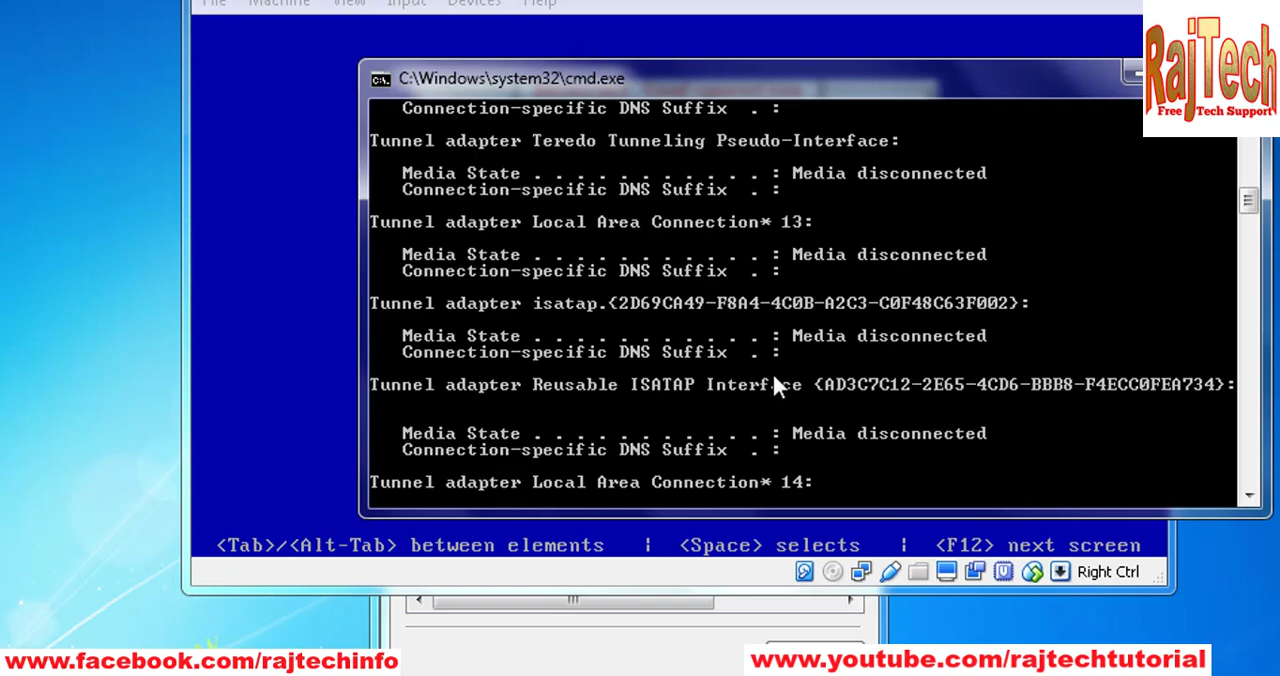 File Machine View Input Devices Help
RajTech
Free Tech Support
C:\Windows\system32\cmd.exe
Connection-specific DNS Suffix . :
Tunnel adapter Teredo Tunneling Pseudo-Interface:
Media State . . . . . . . . . . . : Media disconnected
Connection-specific DNS Suffix . :
Tunnel adapter Local Area Connection* 13:
Media State . . . . . . . . . . . : Media disconnected
Connection-specific DNS Suffix . :
Tunnel adapter isatap.{2D69CA49-F8A4-4C0B-A2C3-C0F48C63F002}:
Media State . . . . . . . . . . . : Media disconnected
Connection-specific DNS Suffix . :
Tunnel adapter Reusable ISATAP Interface {AD3C7C12-2E65-4CD6-BBB8-F4ECC0FEA734}:
Media State . . . . . . . . . . . : Media disconnected
Connection-specific DNS Suffix . :
Tunnel adapter Local Area Connection* 14:
<Tab>/<Alt-Tab> between elements | <Space> selects | <F12> next screen
Right Ctrl
www.facebook.com/rajtechinfo
www.youtube.com/rajtechtutorial